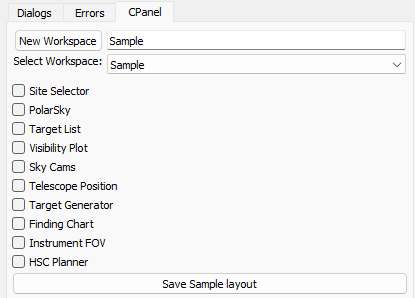 Dialogs Errors CPanel
New Workspace Sample
Select Workspace: Sample
Site Selector
PolarSky
Target List
Visibility Plot
Sky Cams
Telescope Position
Target Generator
Finding Chart
Instrument FOV
HSC Planner
Save Sample layout